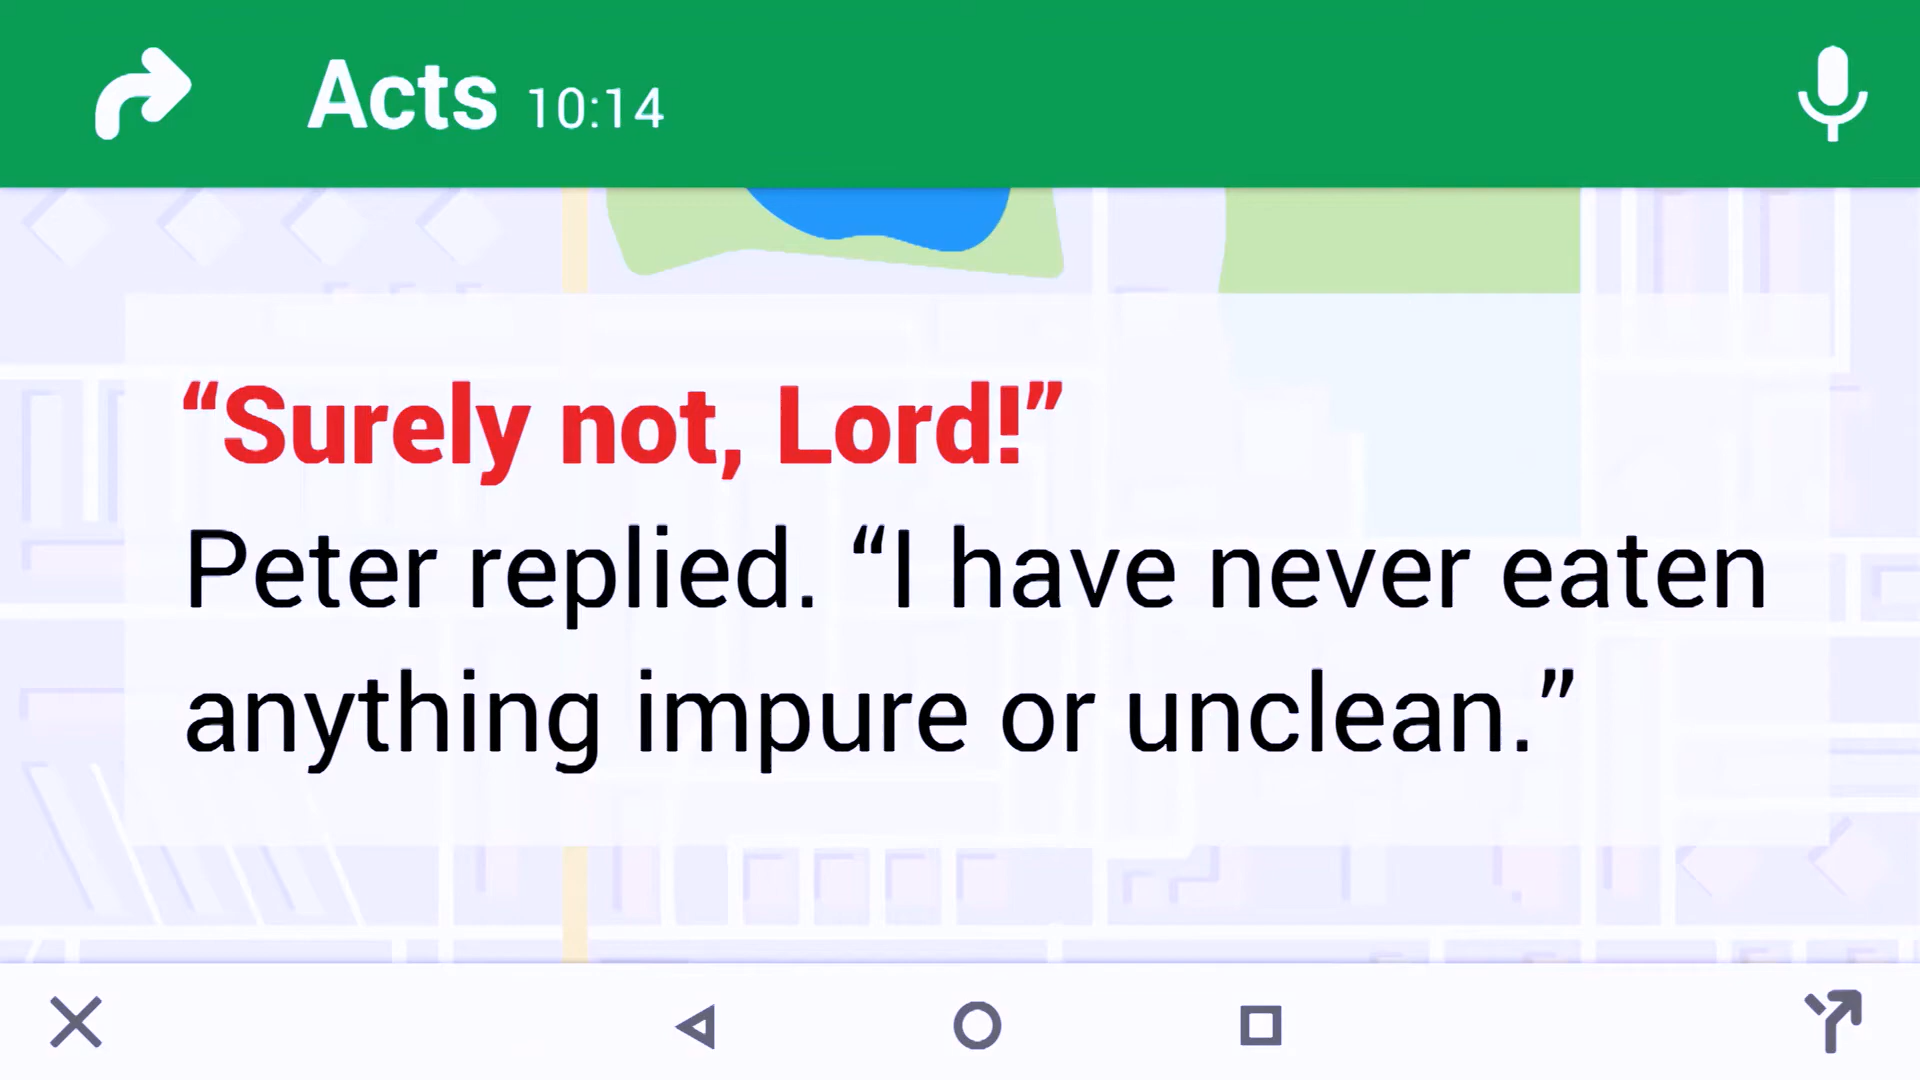 Acts 10:14
“Surely not, Lord!”
Peter replied. “I have never eaten
anything impure or unclean.”